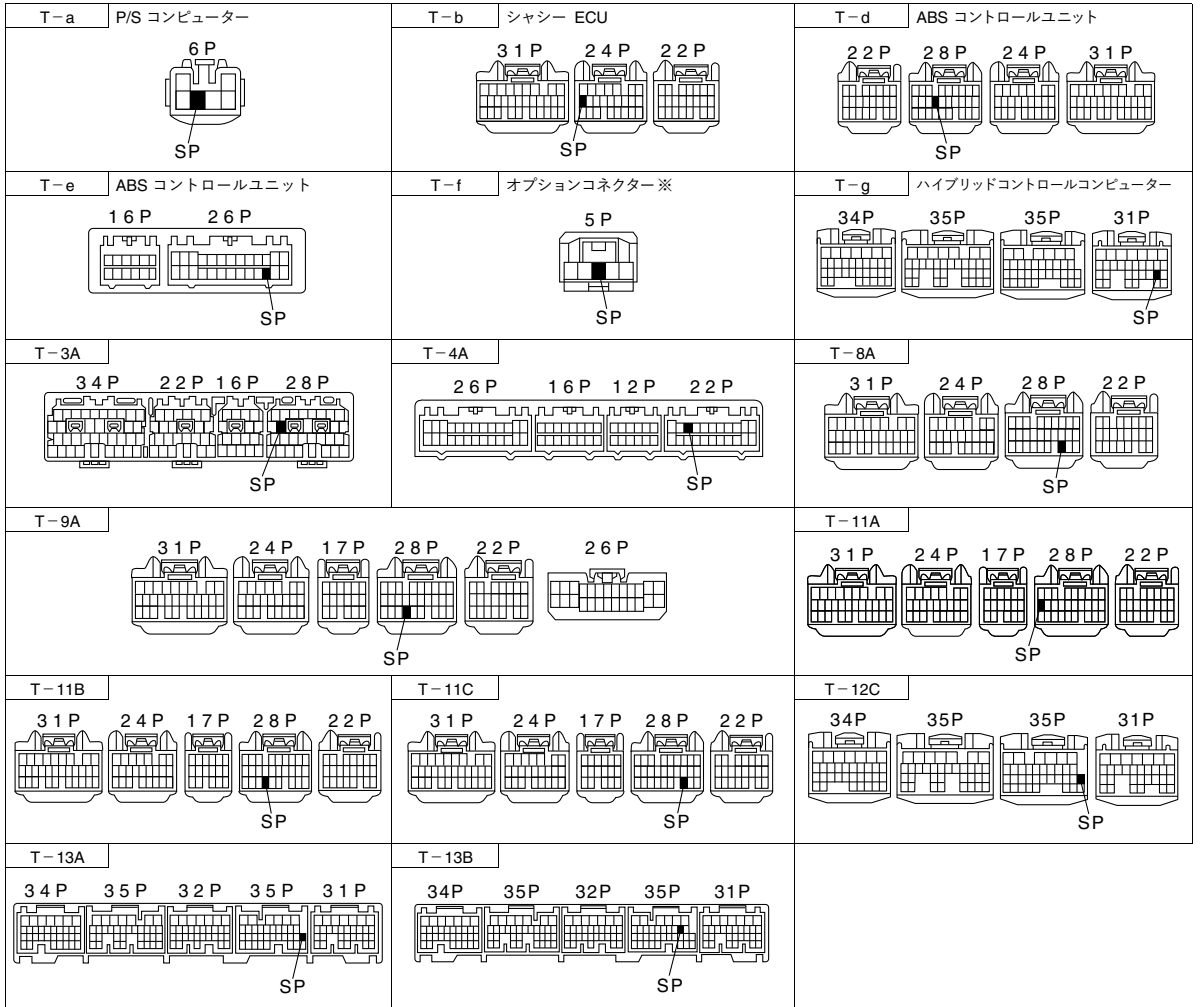 T－a P/S コンピューター
6P
SP
T－b シャシー ECU
31P 24P 22P
SP
T－d ABS コントロールユニット
22P 28P 24P 31P
SP
T－e ABS コントロールユニット
16P 26P
SP
T－f オプションコネクター※
5P
SP
T－g ハイブリッドコントロールコンピューター
34P 35P 35P 31P
SP
T－3A
34P 22P 16P 28P
SP
T－4A
26P 16P 12P 22P
SP
T－8A
31P 24P 28P 22P
SP
T－9A
31P 24P 17P 28P 22P 26P
SP
T－11A
31P 24P 17P 28P 22P
SP
T－11B
31P 24P 17P 28P 22P
SP
T－11C
31P 24P 17P 28P 22P
SP
T－12C
34P 35P 35P 31P
SP
T－13A
34P 35P 32P 35P 31P
SP
T－13B
34P 35P 32P 35P 31P
SP